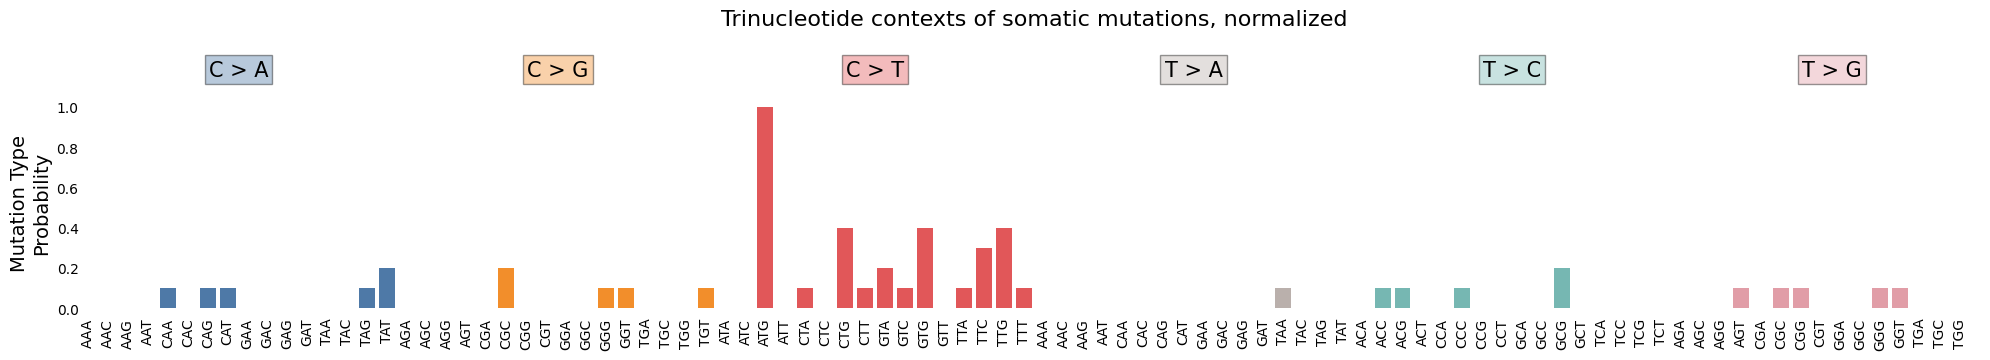 Trinucleotide contexts of somatic mutations, normalized
C > A
C > G
C > T
T > A
T > C
T > G
Mutation Type
Probability
1.0
0.8
0.6
0.4
0.2
0.0
AAA
AAC
AAG
AAT
CAA
CAC
CAG
CAT
GAA
GAC
GAG
GAT
TAA
TAC
TAG
TAT
AGA
AGC
AGG
AGT
CGA
CGC
CGG
CGT
GGA
GGC
GGG
GGT
TGA
TGC
TGG
TGT
ATA
ATC
ATG
ATT
CTA
CTC
CTG
CTT
GTA
GTC
GTG
GTT
TTA
TTC
TTG
TTT
AAA
AAC
AAG
AAT
CAA
CAC
CAG
CAT
GAA
GAC
GAG
GAT
TAA
TAC
TAG
TAT
ACA
ACC
ACG
ACT
CCA
CCC
CCG
CCT
GCA
GCC
GCG
GCT
TCA
TCC
TCG
TCT
AGA
AGC
AGG
AGT
CGA
CGC
CGG
CGT
GGA
GGC
GGG
GGT
TGA
TGC
TGG